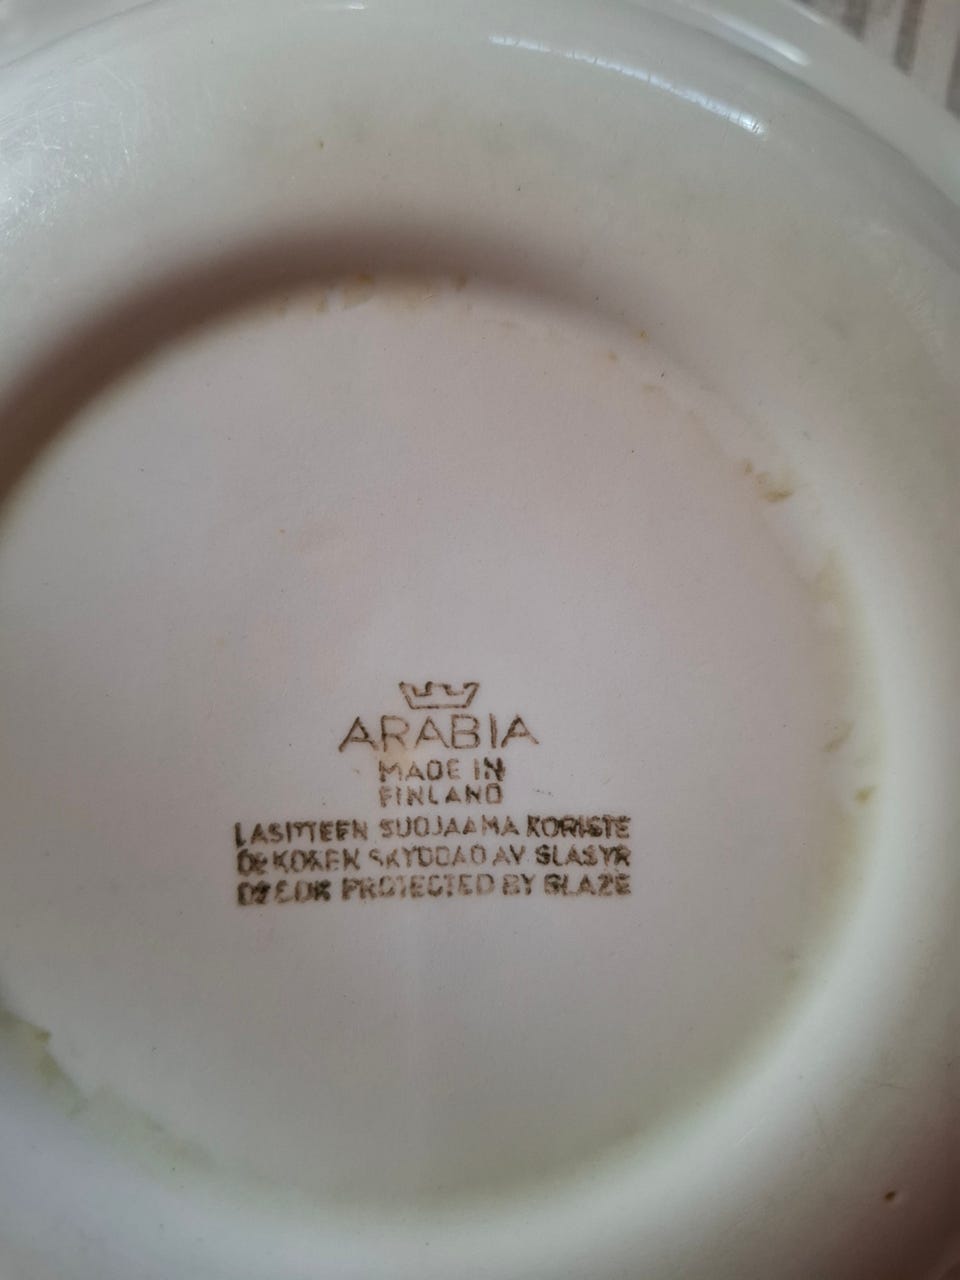 ARABIA
MADE IN
FINLAND
LASITTEEN SUOJAAMA KORISTE
DEKOREN SKYDDAD AV GLASYR
DECOR PROTECTED BY GLAZE